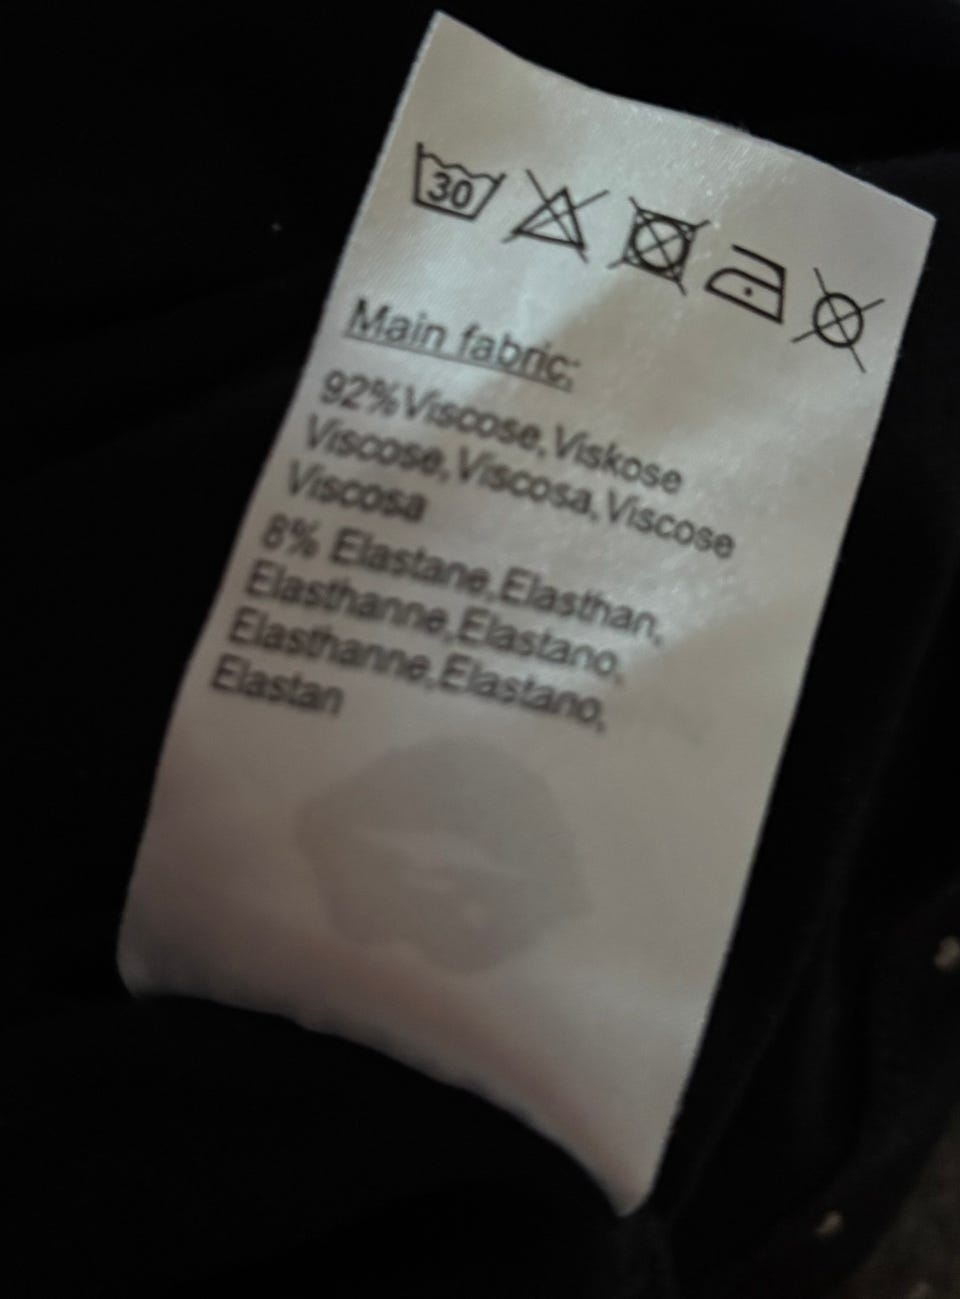 30
Main fabric:
92%Viscose,Viskose
Viscose,Viscosa,Viscose
Viscosa
8% Elastane,Elasthan,
Elasthanne,Elastano,
Elasthanne,Elastano,
Elastan